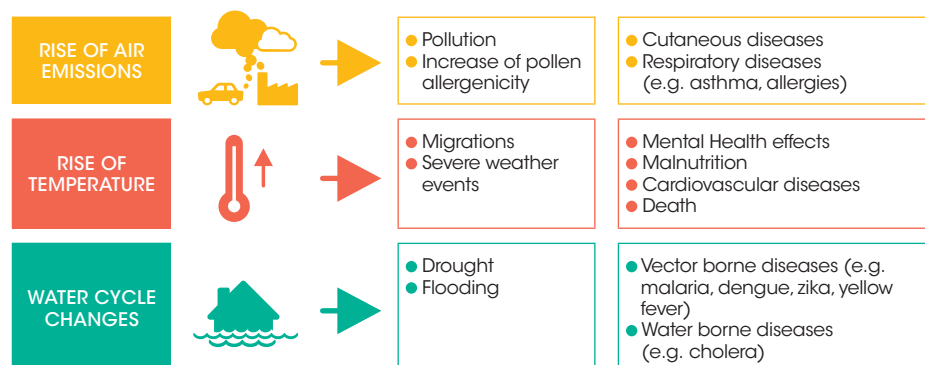 RISE OF AIR
EMISSIONS
Pollution
Increase of pollen
allergenicity
Cutaneous diseases
Respiratory diseases
(e.g. asthma, allergies)
RISE OF
TEMPERATURE
Migrations
Severe weather
events
Mental Health effects
Malnutrition
Cardiovascular diseases
Death
WATER CYCLE
CHANGES
Drought
Flooding
Vector borne diseases (e.g.
malaria, dengue, zika, yellow
fever)
Water borne diseases
(e.g. cholera)